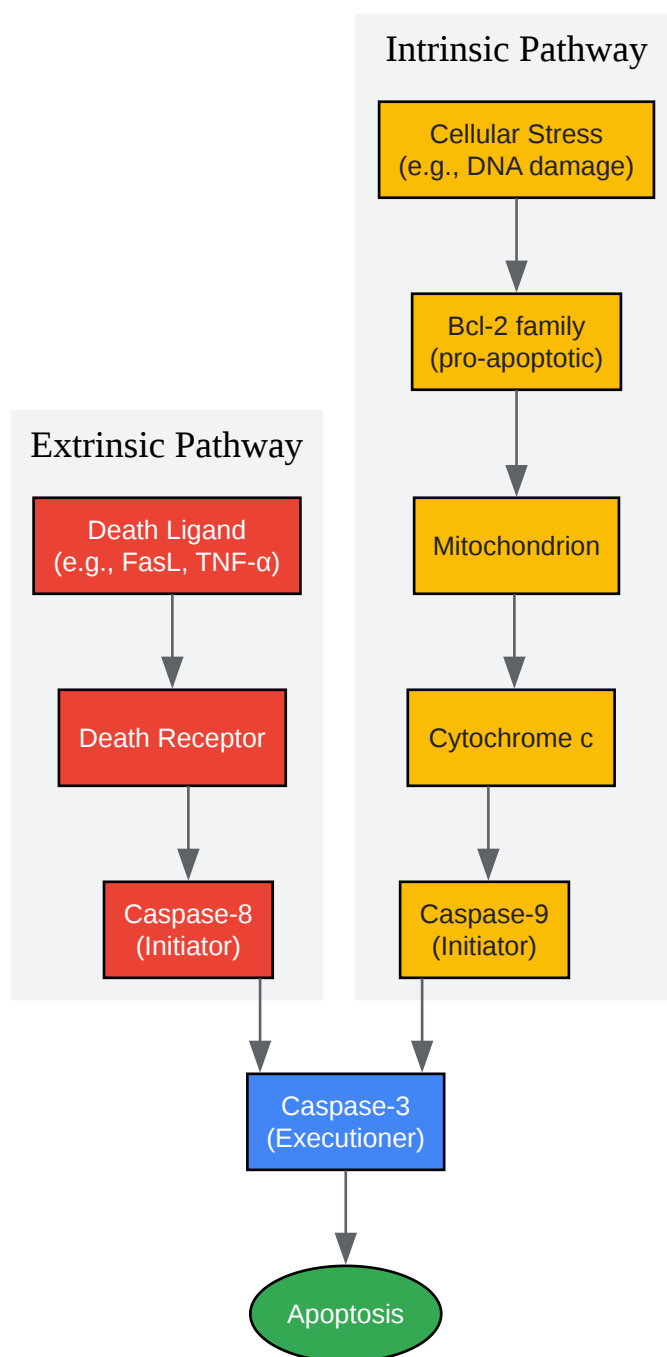 Intrinsic Pathway
Cellular Stress
(e.g., DNA damage)
Bcl-2 family
(pro-apoptotic)
Mitochondrion
Cytochrome c
Caspase-9
(Initiator)
Extrinsic Pathway
Death Ligand
(e.g., FasL, TNF-α)
Death Receptor
Caspase-8
(Initiator)
Caspase-3
(Executioner)
Apoptosis